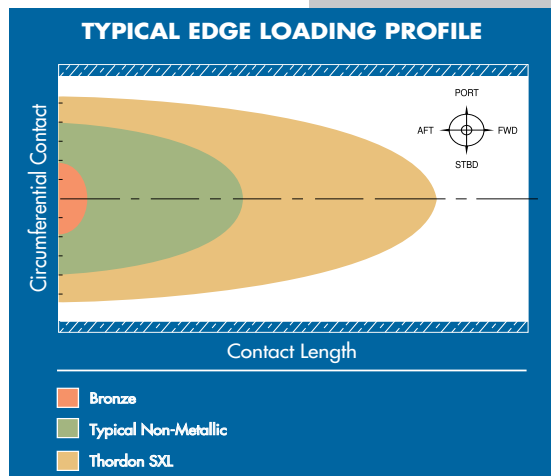 TYPICAL EDGE LOADING PROFILE
PORT
AFT
FWD
STBD
Circumferential Contact
Contact Length
Bronze
Typical Non-Metallic
Thordon SXL